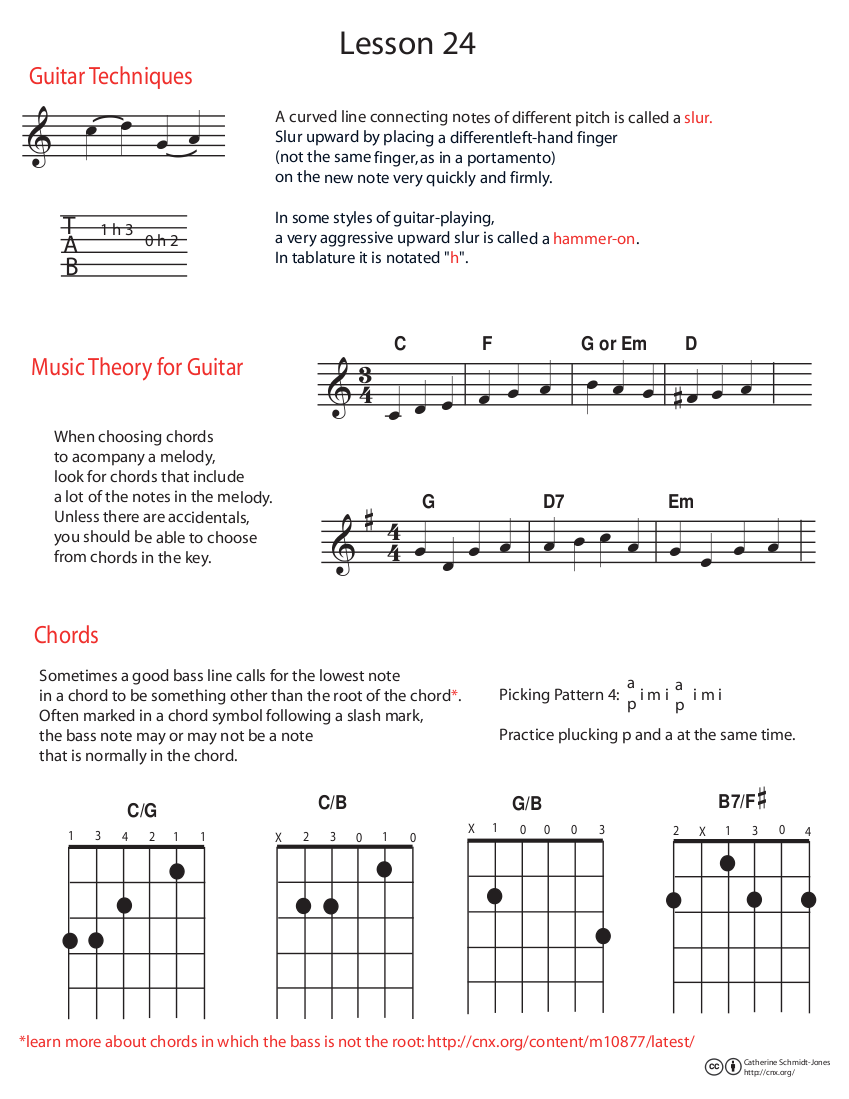 Lesson 24
Guitar Techniques
A curved line connecting notes of different pitch is called a slur.
Slur upward by placing a differentleft-hand finger
(not the same finger,as in a portamento)
on the new note very quickly and firmly.
T
A
B
1 h 3
0 h 2
In some styles of guitar-playing,
a very aggressive upward slur is called a hammer-on.
In tablature it is notated "h".
Music Theory for Guitar
C F G or Em D
3
4
When choosing chords
to acompany a melody,
look for chords that include
a lot of the notes in the melody.
Unless there are accidentals,
you should be able to choose
from chords in the key.
G D7 Em
4
4
Chords
Sometimes a good bass line calls for the lowest note
in a chord to be something other than the root of the chord*.
Often marked in a chord symbol following a slash mark,
the bass note may or may not be a note
that is normally in the chord.
a a
Picking Pattern 4: i m i i m i
p p
Practice plucking p and a at the same time.
C/G C/B G/B B7/F♯
1 3 4 2 1 1 X 2 3 0 1 0 X 1 0 0 0 3 2 X 1 3 0 4
*learn more about chords in which the bass is not the root: http://cnx.org/content/m10877/latest/
cc
Catherine Schmidt-Jones
http://cnx.org/